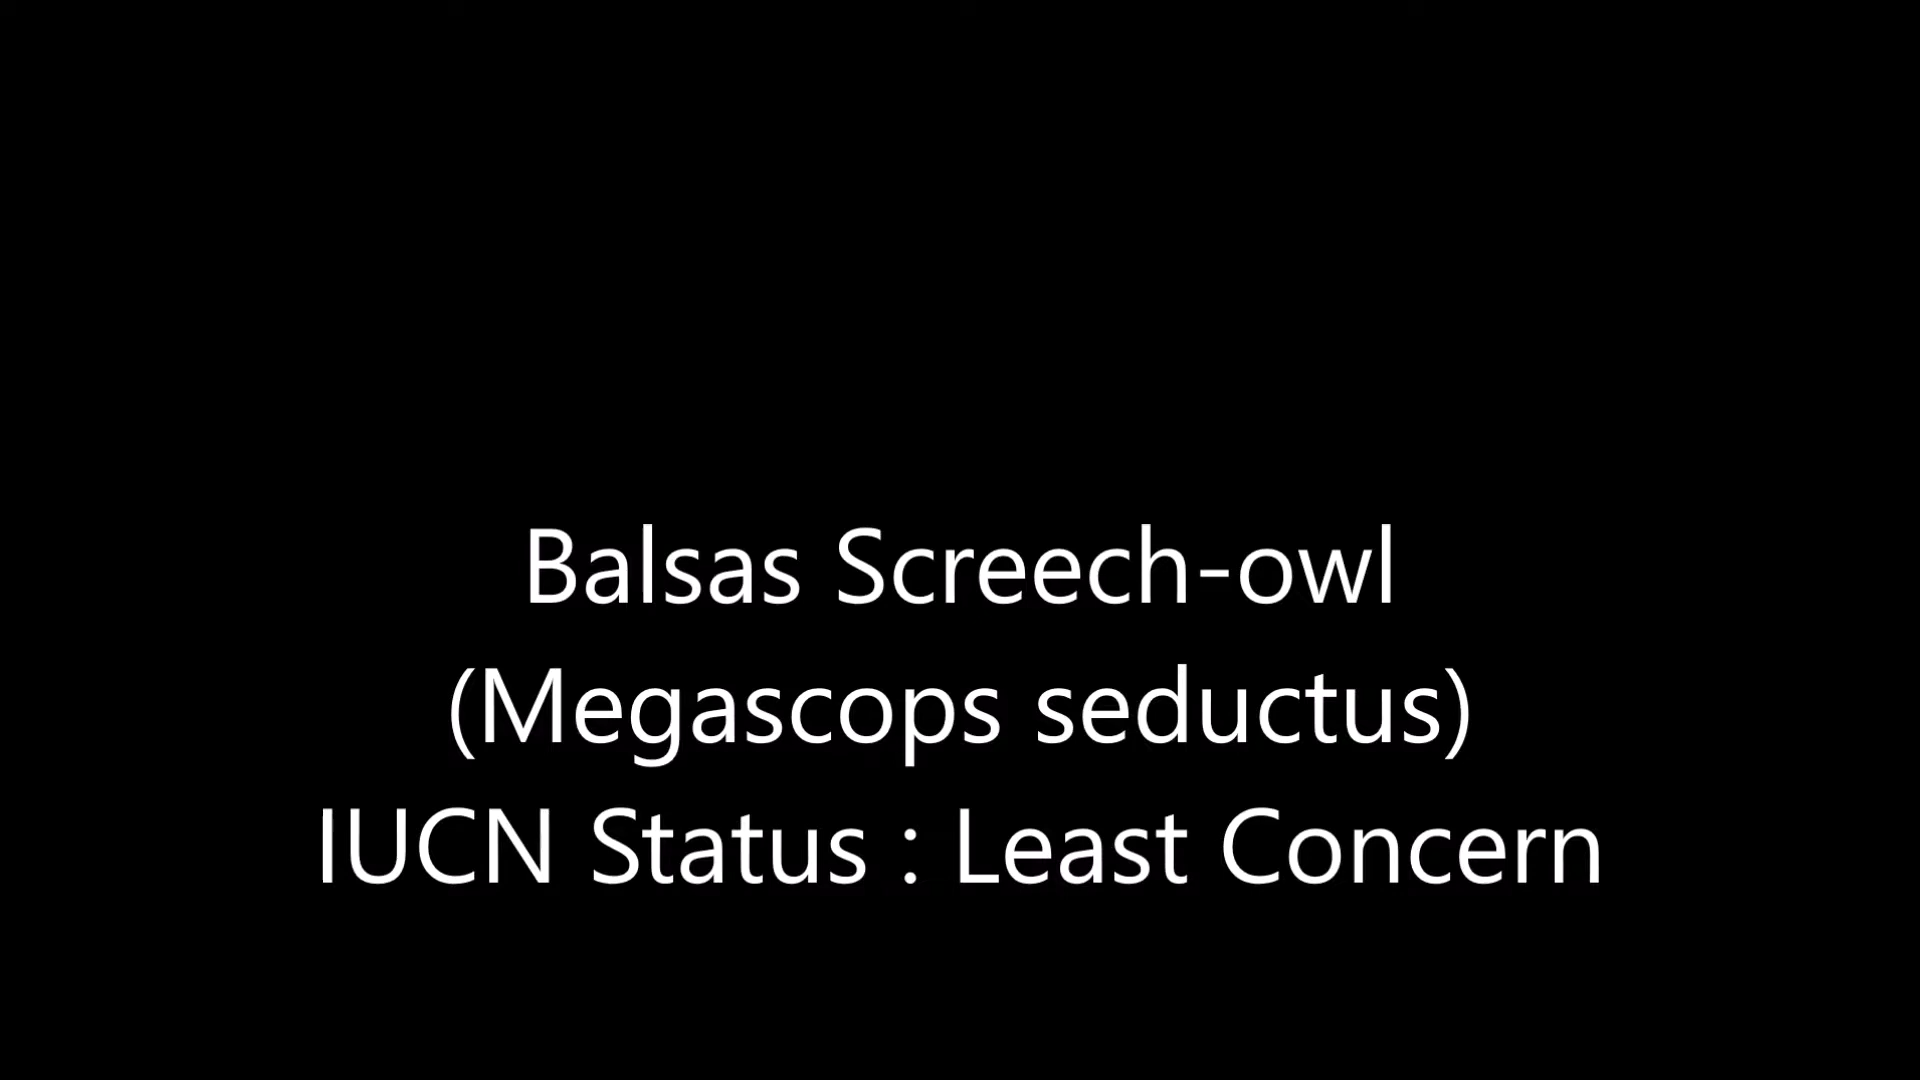 Balsas Screech-owl
(Megascops seductus)
IUCN Status : Least Concern